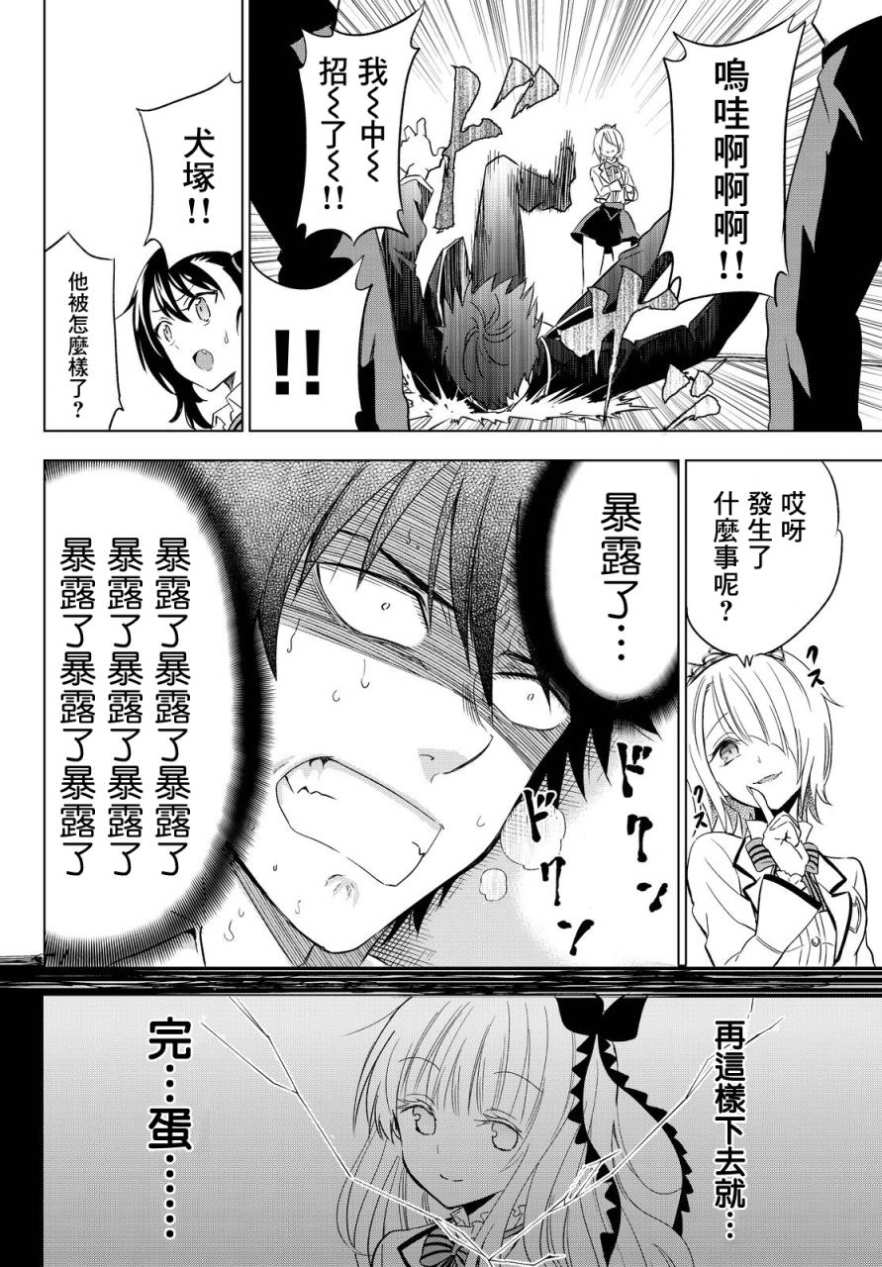 嗚哇啊啊啊!!
我～中～
招～了～!!
!!
犬塚!!
他被怎麼樣了？
哎呀
發生了
什麼事呢？
クス
クス
暴露了…
ドクン
ドクン
暴露了暴露了暴露了
暴露了暴露了暴露了
暴露了暴露了暴露了
再這樣下去就…
完…蛋……